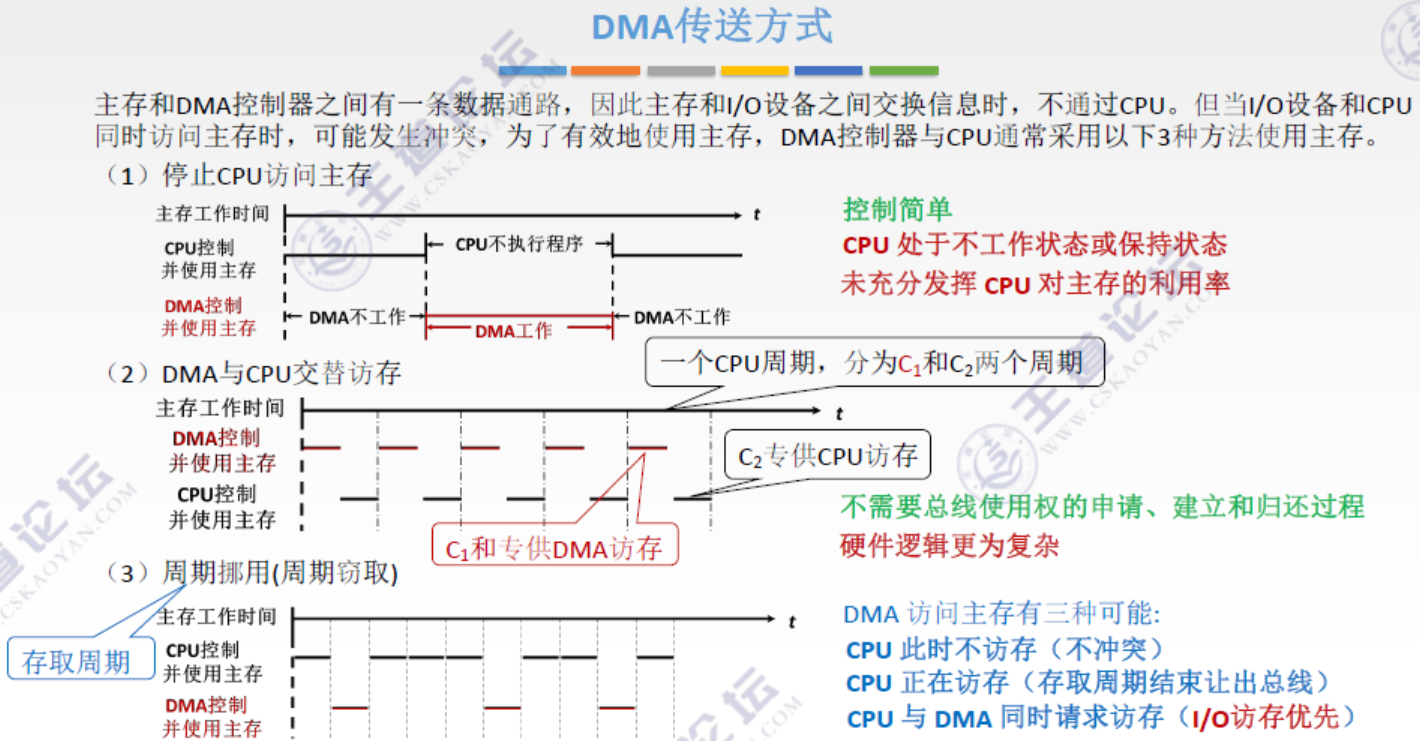 DMA传送方式
主存和DMA控制器之间有一条数据通路，因此主存和I/O设备之间交换信息时，不通过CPU。但当I/O设备和CPU
同时访问主存时，可能发生冲突，为了有效地使用主存，DMA控制器与CPU通常采用以下3种方法使用主存。
（1）停止CPU访问主存
主存工作时间
t
CPU控制
并使用主存
CPU不执行程序
DMA控制
并使用主存
DMA不工作
DMA工作
DMA不工作
控制简单
CPU 处于不工作状态或保持状态
未充分发挥 CPU 对主存的利用率
（2）DMA与CPU交替访存
一个CPU周期，分为C₁和C₂两个周期
主存工作时间
t
DMA控制
并使用主存
C₂专供CPU访存
CPU控制
并使用主存
C₁和专供DMA访存
不需要总线使用权的申请、建立和归还过程
硬件逻辑更为复杂
（3）周期挪用(周期窃取)
存取周期
主存工作时间
t
CPU控制
并使用主存
DMA控制
并使用主存
DMA 访问主存有三种可能:
CPU 此时不访存（不冲突）
CPU 正在访存（存取周期结束让出总线）
CPU 与 DMA 同时请求访存（I/O访存优先）
王道论坛
WWW.CSKAOYAN.COM